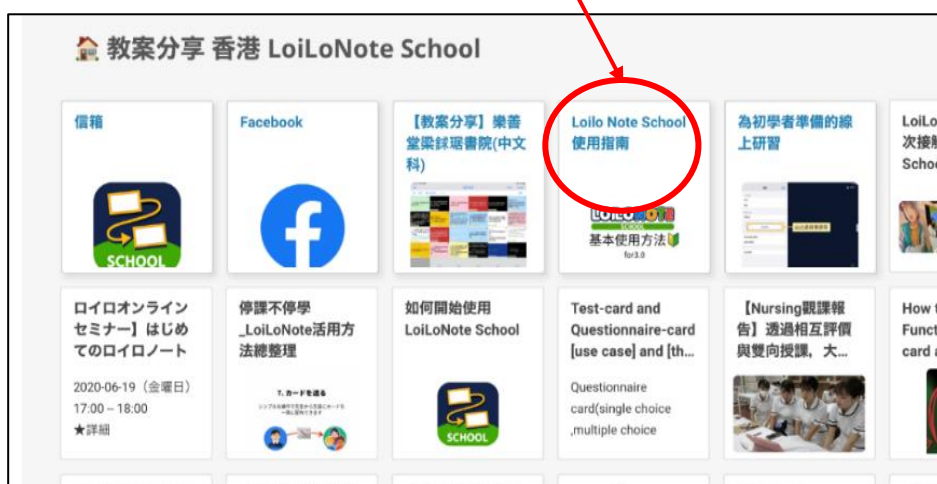 教案分享 香港 LoiLoNote School
信箱
SCHOOL
Facebook
【教案分享】樂善
堂梁銶琚書院(中文
科)
Loilo Note School
使用指南
LOILONOTE
SCHOOL
基本使用方法
for3.0
為初學者準備的線
上研習
LoiLo
次接觸
Schoo
ロイロオンライン
セミナー】はじめ
てのロイロノート
2020-06-19（金曜日）
17:00 – 18:00
★詳細
停課不停學
_LoiLoNote活用方
法總整理
7. カードを送る
如何開始使用
LoiLoNote School
SCHOOL
Test-card and
Questionnaire-card
[use case] and [th...
Questionnaire
card(single choice
,multiple choice
【Nursing觀課報
告】透過相互評價
與雙向授課，大...
How t
Funct
card a